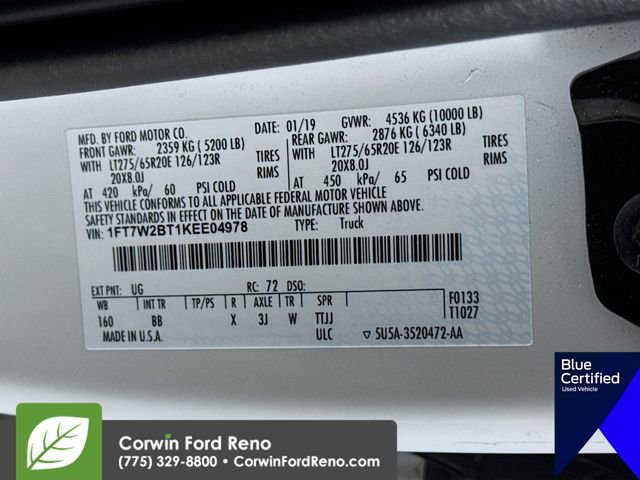 MFD. BY FORD MOTOR CO.
DATE: 01/19 GVWR: 4536 KG (10000 LB)
FRONT GAWR: 2359 KG (5200 LB)
REAR GAWR: 2876 KG (6340 LB)
WITH LT275/65R20E 126/123R TIRES
WITH LT275/65R20E 126/123R TIRES
20X8.0J RIMS
20X8.0J RIMS
AT 420 kPa/ 60 PSI COLD
AT 450 kPa/ 65 PSI COLD
THIS VEHICLE CONFORMS TO ALL APPLICABLE FEDERAL MOTOR VEHICLE
SAFETY STANDARDS IN EFFECT ON THE DATE OF MANUFACTURE SHOWN ABOVE.
VIN: 1FT7W2BT1KEE04978
TYPE: Truck
EXT PNT: UG RC: 72 DSO:
WB INT TR TP/PS R AXLE TR SPR
F0133
T1027
160 BB X 3J W TTJJ
MADE IN U.S.A. ULC
5U5A-3520472-AA
Blue
Certified
Used Vehicle
Corwin Ford Reno
(775) 329-8800 • CorwinFordReno.com